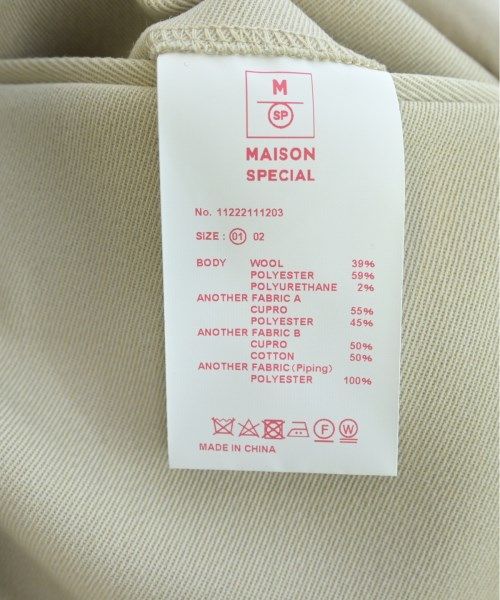 M
SP
MAISON
SPECIAL
No. 11222111203
SIZE : 01 02
BODY WOOL 39%
POLYESTER 59%
POLYURETHANE 2%
ANOTHER FABRIC A
CUPRO 55%
POLYESTER 45%
ANOTHER FABRIC B
CUPRO 50%
COTTON 50%
ANOTHER FABRIC(Piping)
POLYESTER 100%
F W
MADE IN CHINA